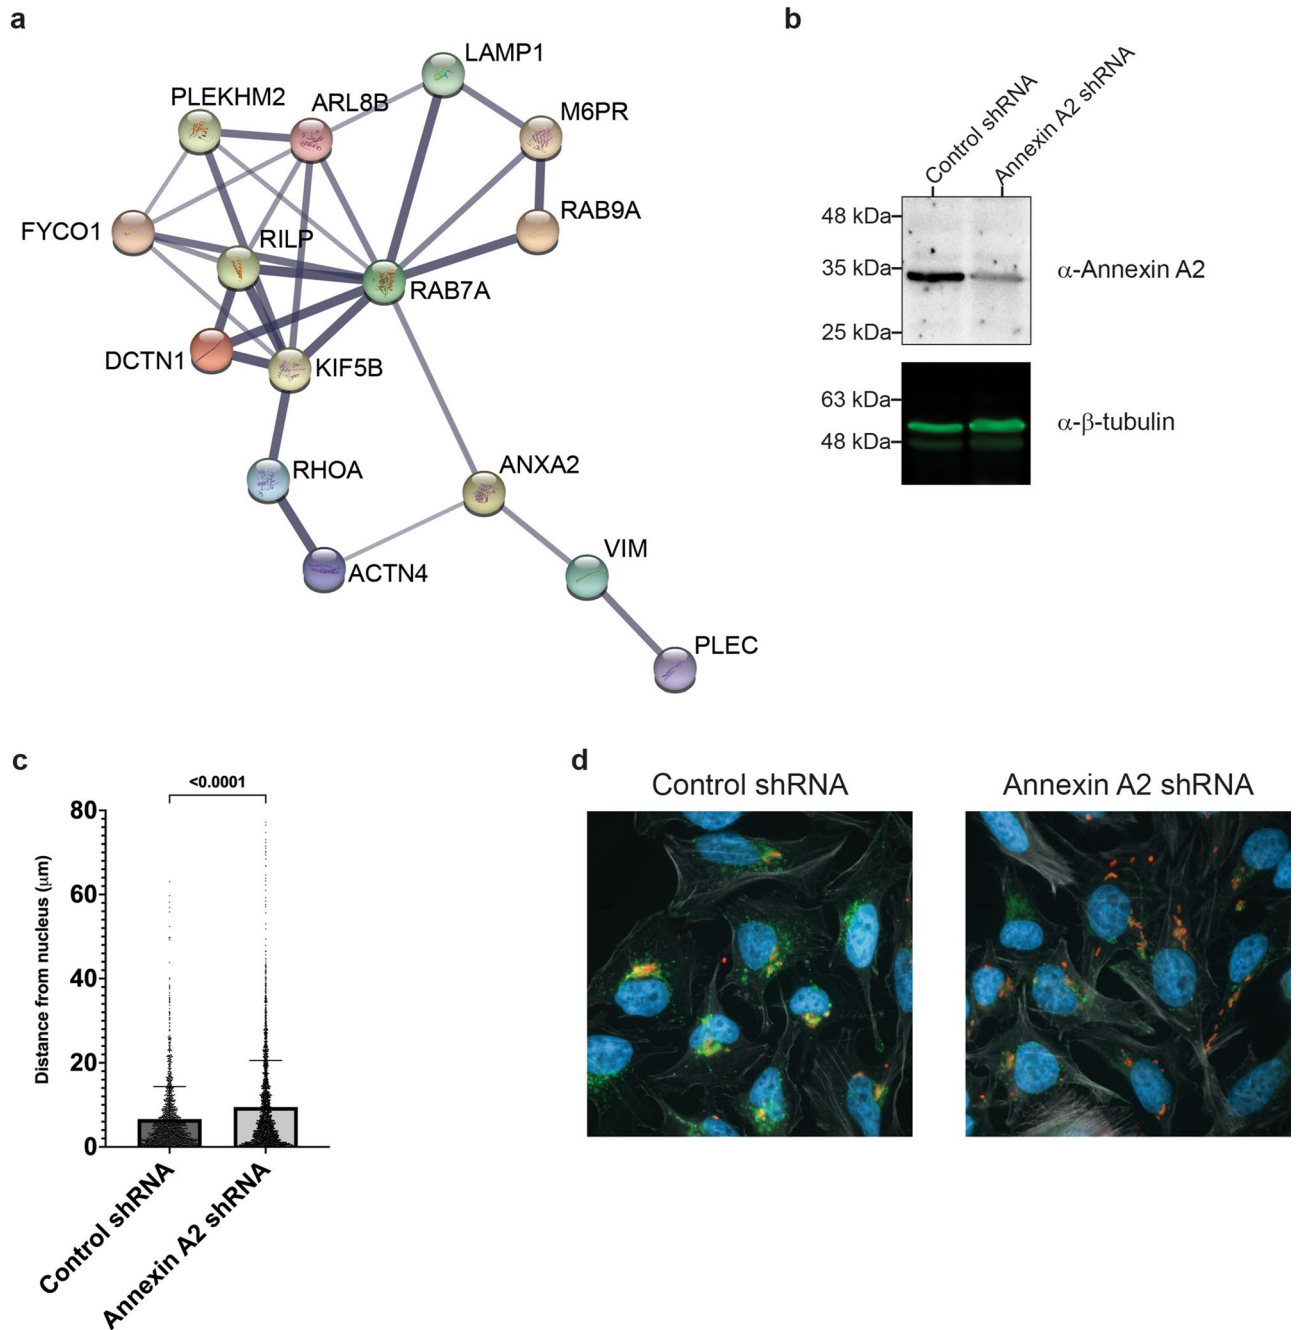 a
LAMP1
PLEKHM2
ARL8B
M6PR
FYCO1
RILP
RAB9A
RAB7A
DCTN1
KIF5B
RHOA
ANXA2
ACTN4
VIM
PLEC
b
Control shRNA
Annexin A2 shRNA
48 kDa
35 kDa
α-Annexin A2
25 kDa
63 kDa
α-β-tubulin
48 kDa
c
<0.0001
80
60
40
20
0
Distance from nucleus (μm)
Control shRNA
Annexin A2 shRNA
d
Control shRNA
Annexin A2 shRNA